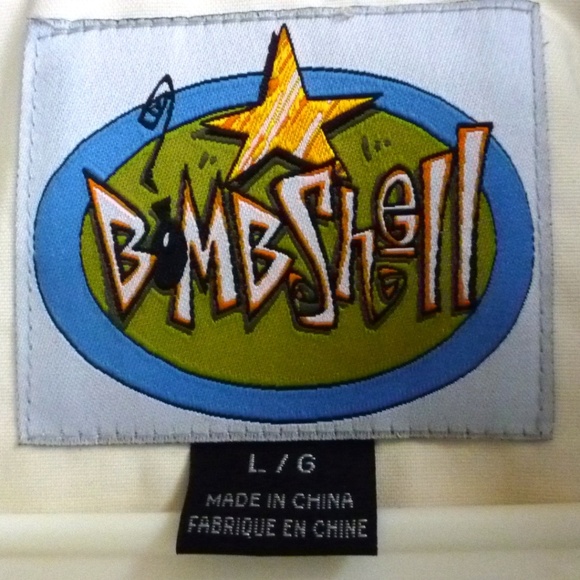 BOMBShell
L / G
MADE IN CHINA
FABRIQUE EN CHINE